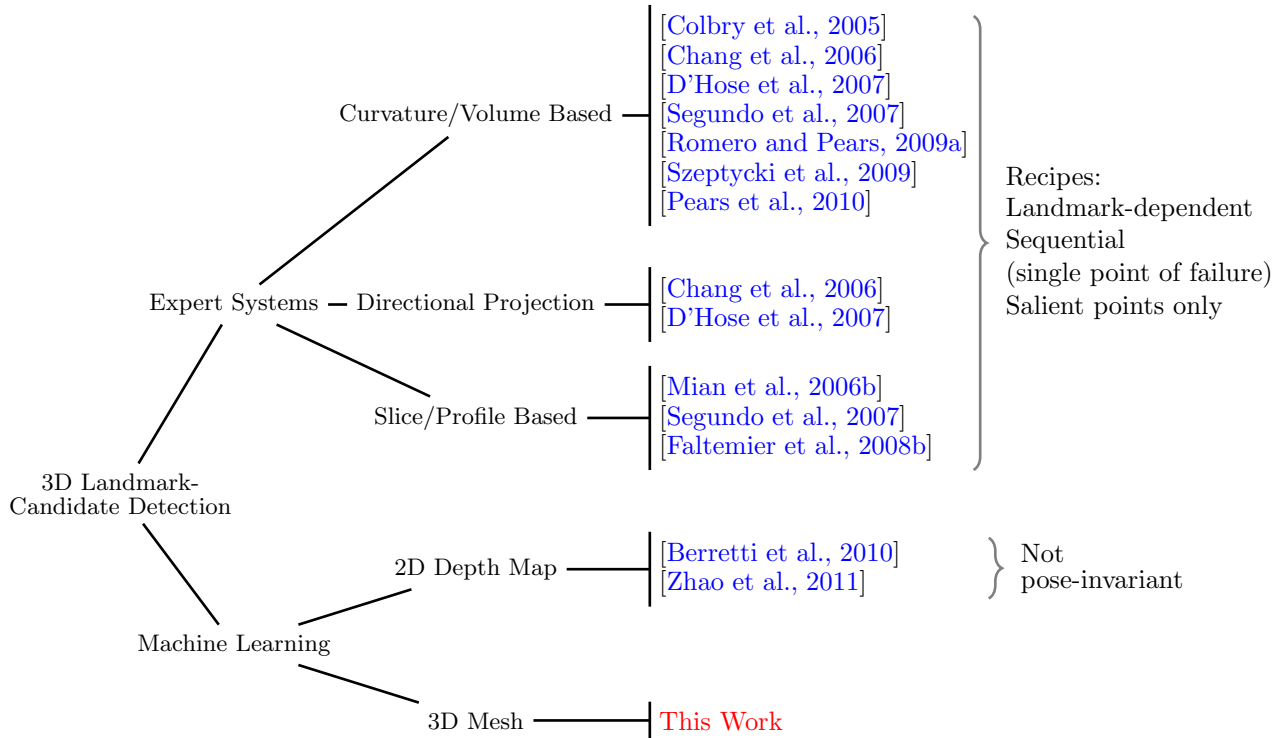 [Colbry et al., 2005]
[Chang et al., 2006]
[D'Hose et al., 2007]
Curvature/Volume Based
[Segundo et al., 2007]
[Romero and Pears, 2009a]
[Szeptycki et al., 2009]
[Pears et al., 2010]
Recipes:
Landmark-dependent
Sequential
(single point of failure)
Salient points only
Expert Systems
Directional Projection
[Chang et al., 2006]
[D'Hose et al., 2007]
Slice/Profile Based
[Mian et al., 2006b]
[Segundo et al., 2007]
[Faltemier et al., 2008b]
3D Landmark-
Candidate Detection
2D Depth Map
[Berretti et al., 2010]
[Zhao et al., 2011]
Not
pose-invariant
Machine Learning
3D Mesh
This Work